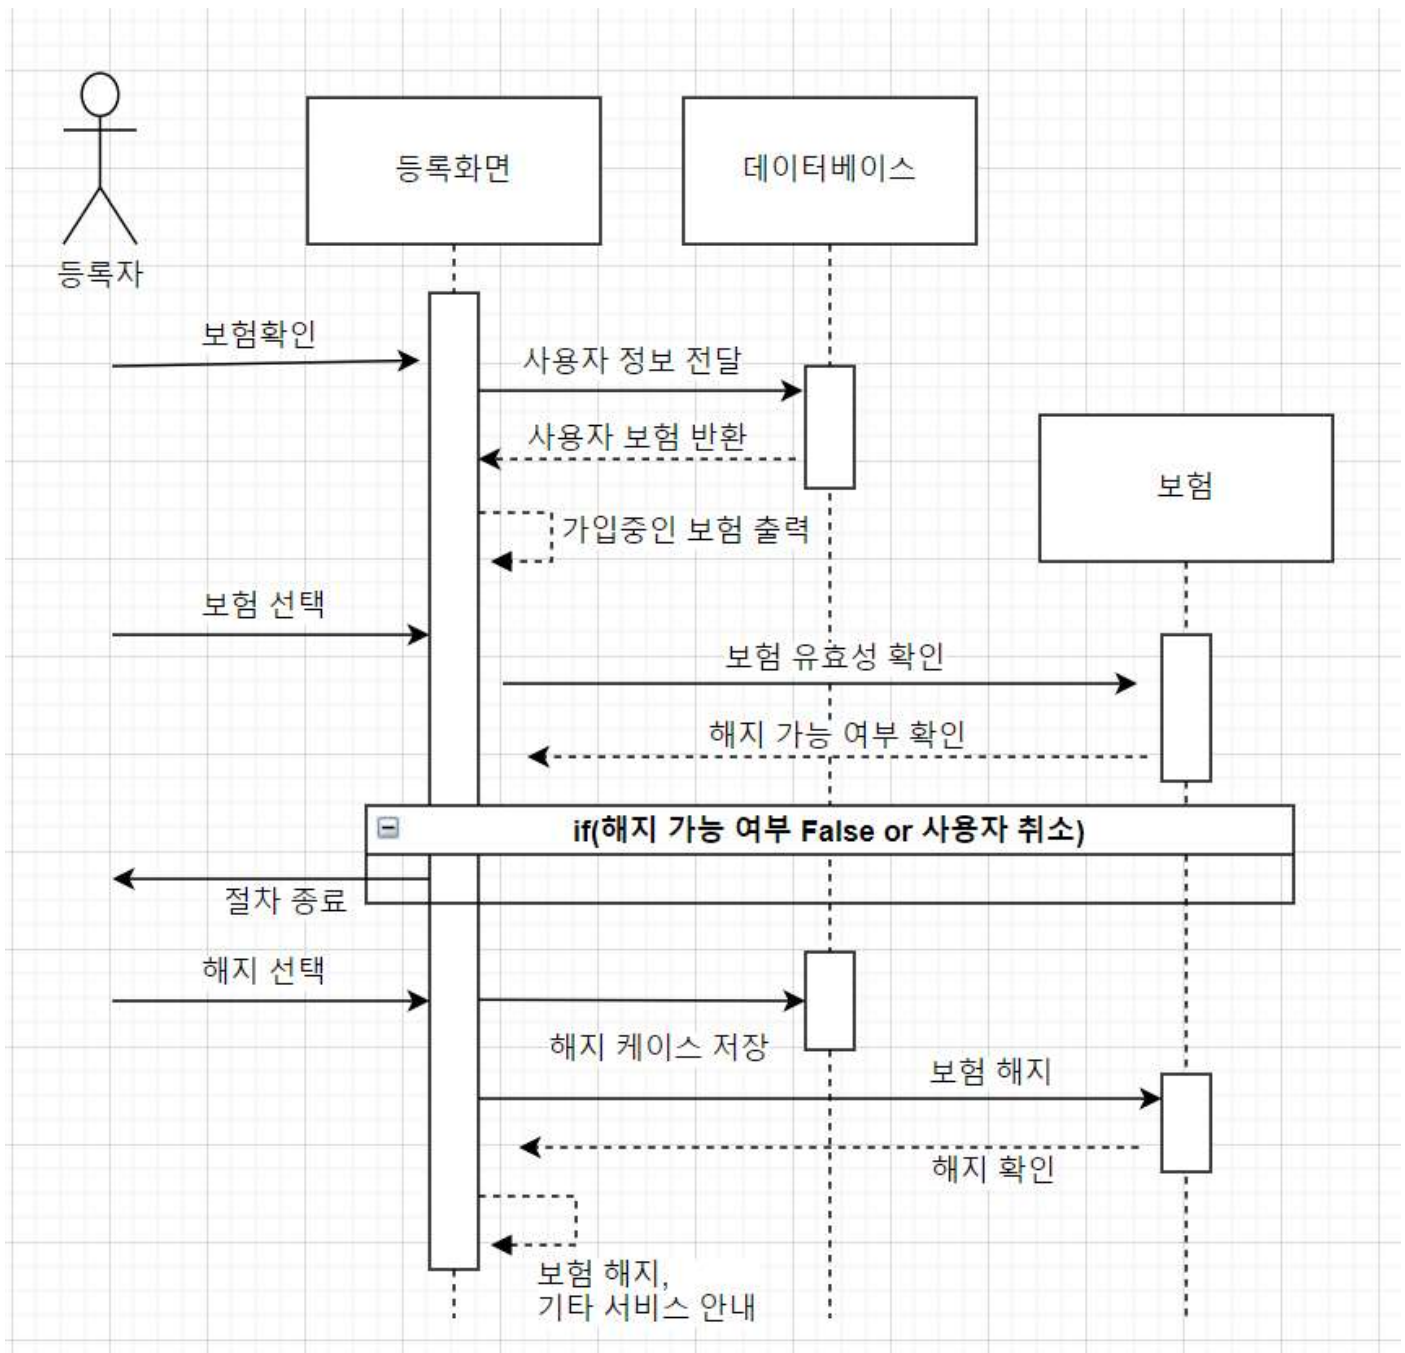 등록화면
데이터베이스
등록자
보험확인
사용자 정보 전달
사용자 보험 반환
보험
가입중인 보험 출력
보험 선택
보험 유효성 확인
해지 가능 여부 확인
if(해지 가능 여부 False or 사용자 취소)
절차 종료
해지 선택
해지 케이스 저장
보험 해지
해지 확인
보험 해지,
기타 서비스 안내